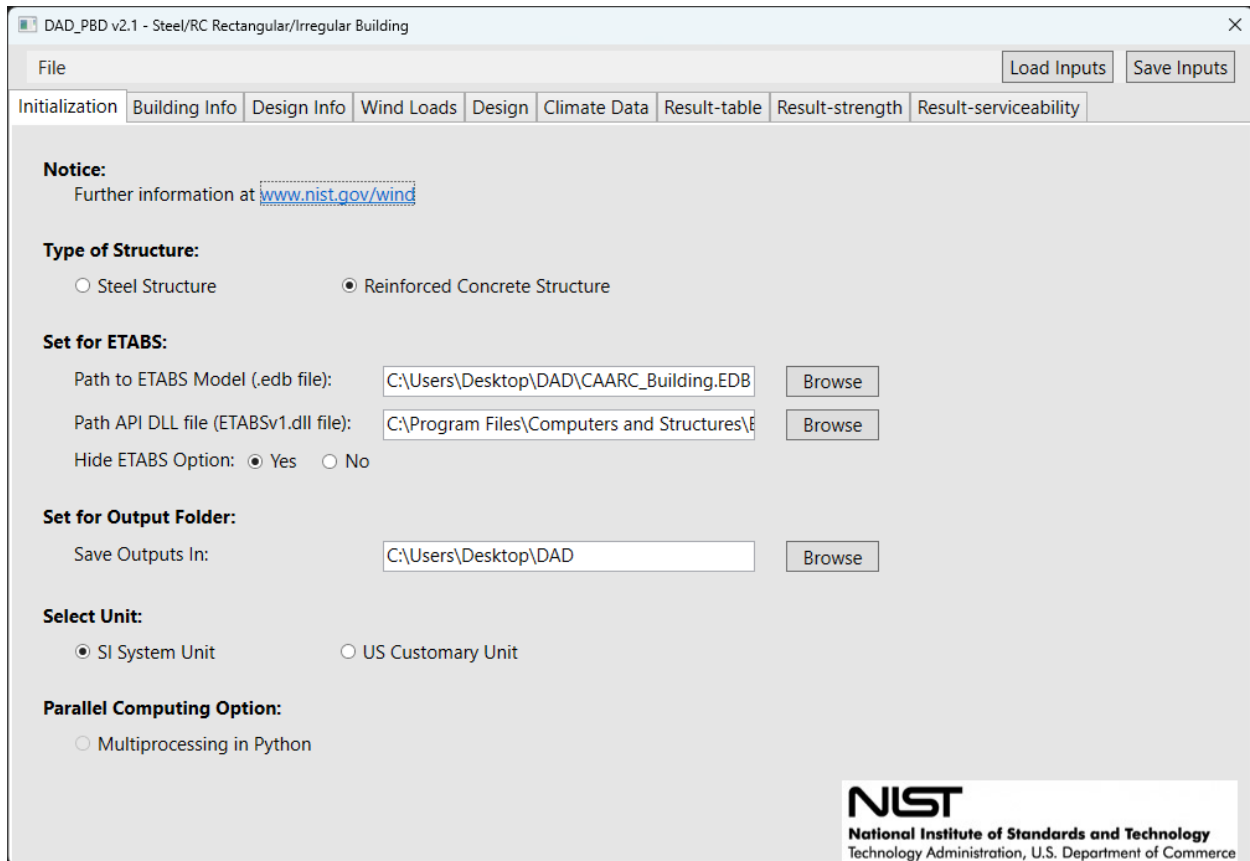 DAD_PBD v2.1 - Steel/RC Rectangular/Irregular Building
File Load Inputs Save Inputs
Initialization Building Info Design Info Wind Loads Design Climate Data Result-table Result-strength Result-serviceability
Notice:
Further information at www.nist.gov/wind
Type of Structure:
Steel Structure Reinforced Concrete Structure
Set for ETABS:
Path to ETABS Model (.edb file): C:\Users\Desktop\DAD\CAARC_Building.EDB Browse
Path API DLL file (ETABSv1.dll file): C:\Program Files\Computers and Structures\E Browse
Hide ETABS Option: Yes No
Set for Output Folder:
Save Outputs In: C:\Users\Desktop\DAD Browse
Select Unit:
SI System Unit US Customary Unit
Parallel Computing Option:
Multiprocessing in Python
NIST
National Institute of Standards and Technology
Technology Administration, U.S. Department of Commerce